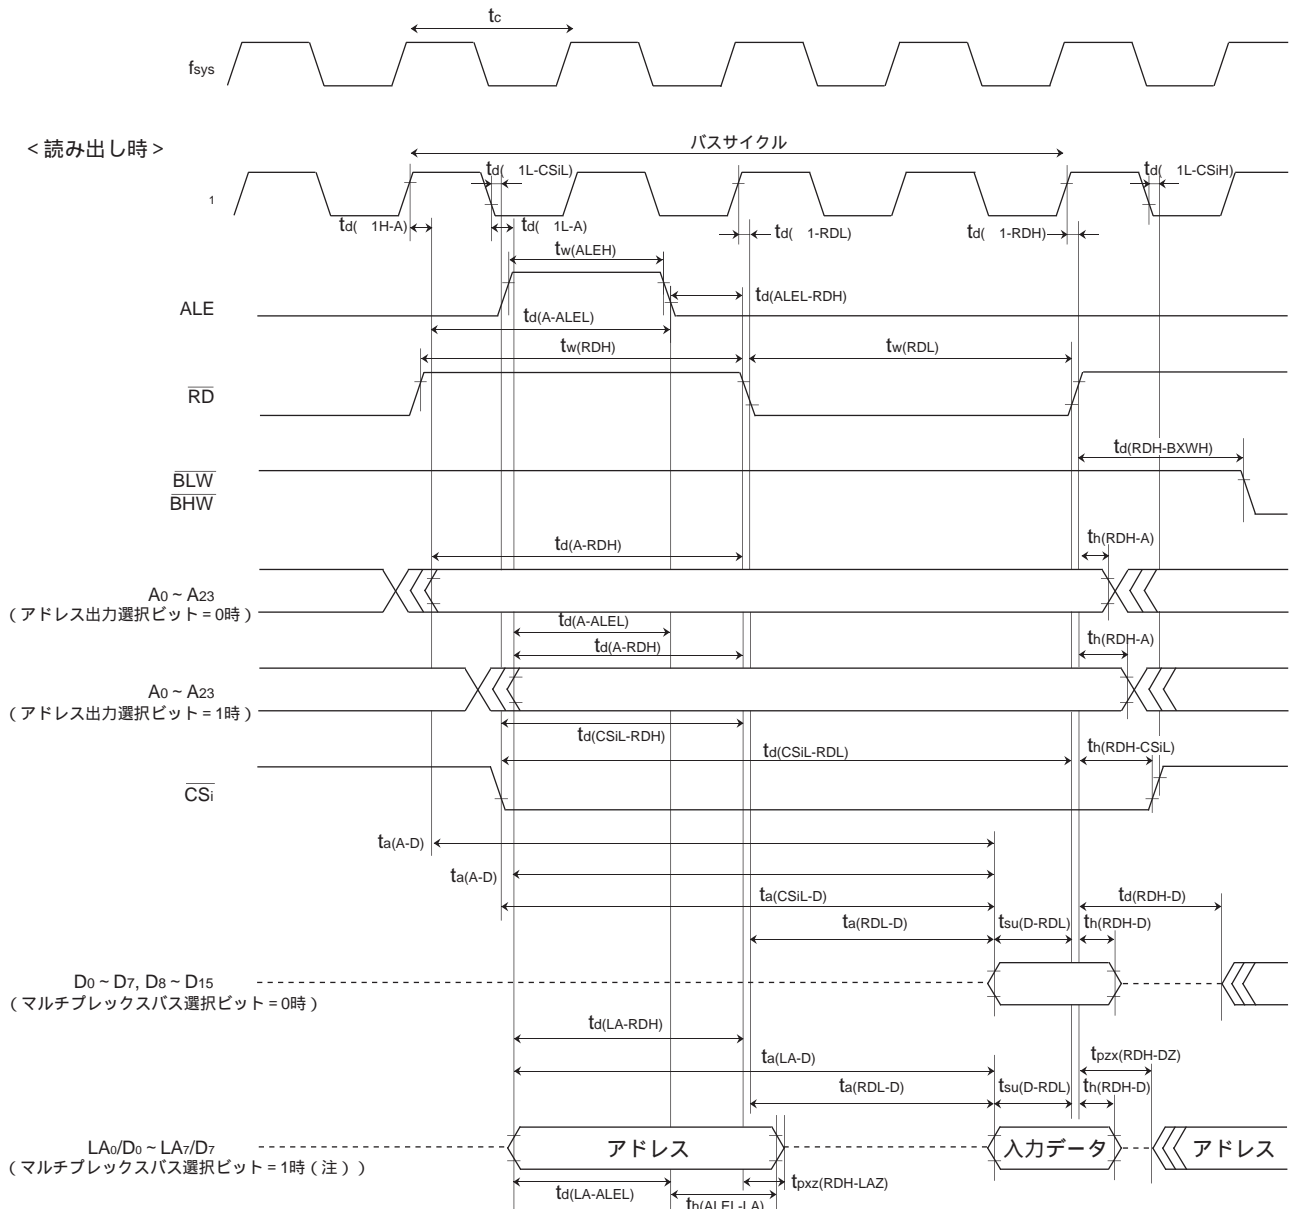 tc
fsys
<読み出し時>
バスサイクル
td( 1L-CSiL)
td( 1L-CSiH)
1
td( 1H-A)
td( 1L-A)
td( 1-RDL)
td( 1-RDH)
tw(ALEH)
ALE
td(ALEL-RDH)
td(A-ALEL)
tw(RDH)
tw(RDL)
RD
td(RDH-BXWH)
BLW
BHW
td(A-RDH)
th(RDH-A)
A0 ~ A23
(アドレス出力選択ビット=0時)
td(A-ALEL)
td(A-RDH)
th(RDH-A)
A0 ~ A23
(アドレス出力選択ビット=1時)
td(CSiL-RDH)
td(CSiL-RDL)
th(RDH-CSiL)
CSi
ta(A-D)
ta(A-D)
ta(CSiL-D)
td(RDH-D)
ta(RDL-D)
tsu(D-RDL)
th(RDH-D)
D0 ~ D7, D8 ~ D15
(マルチプレックスバス選択ビット=0時)
td(LA-RDH)
ta(LA-D)
tpzx(RDH-DZ)
ta(RDL-D)
tsu(D-RDL)
th(RDH-D)
LA0/D0 ~ LA7/D7
(マルチプレックスバス選択ビット=1時(注))
アドレス
入力データ
アドレス
td(LA-ALEL)
tpxz(RDH-LAZ)
th(ALEL-LA)